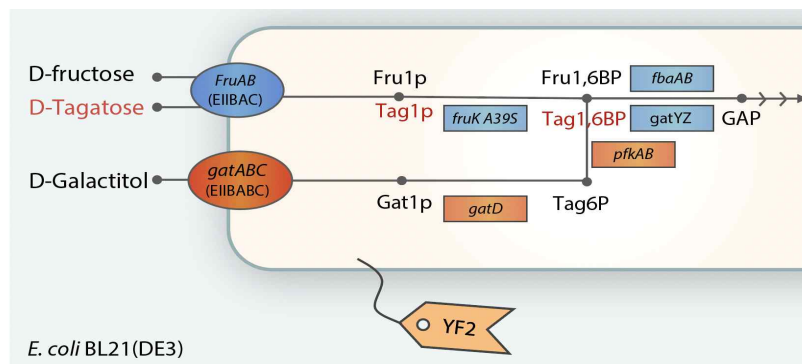 D-fructose
D-Tagatose
FruAB
(EIIBAC)
Fru1p
Tag1p
fruK A39S
Fru1,6BP
Tag1,6BP
fbaAB
gatYZ
GAP
pfkAB
D-Galactitol
gatABC
(EIIBABC)
Gat1p
gatD
Tag6P
YF2
E. coli BL21(DE3)